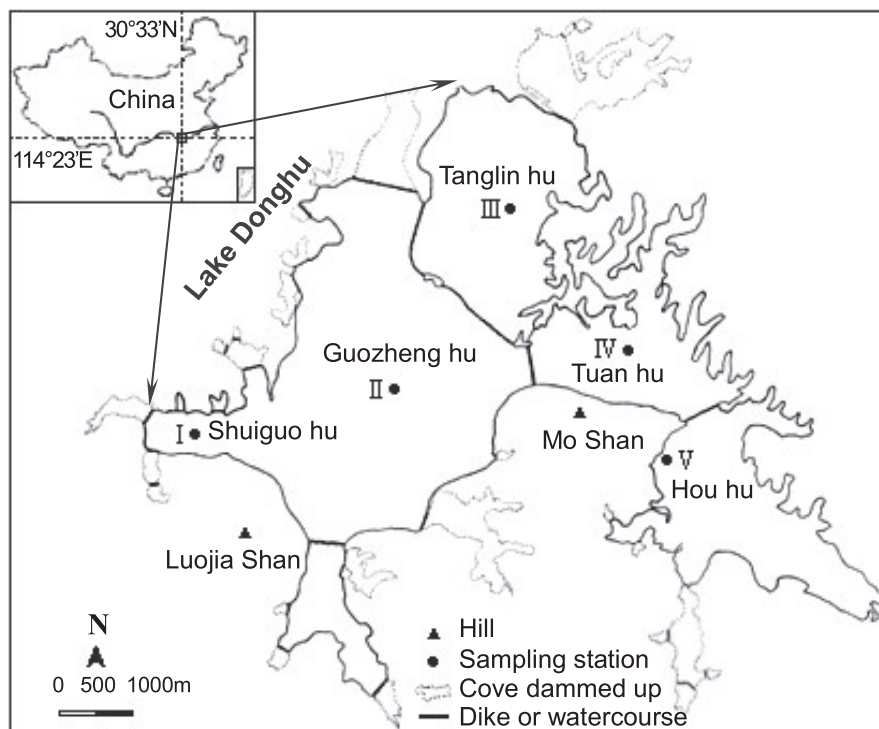 30°33'N
China
114°23'E
Lake Donghu
Tanglin hu
III
Guozheng hu
II
IV
Tuan hu
I Shuiguo hu
Mo Shan
V
Hou hu
Luojia Shan
N
0 500 1000m
Hill
Sampling station
Cove dammed up
Dike or watercourse